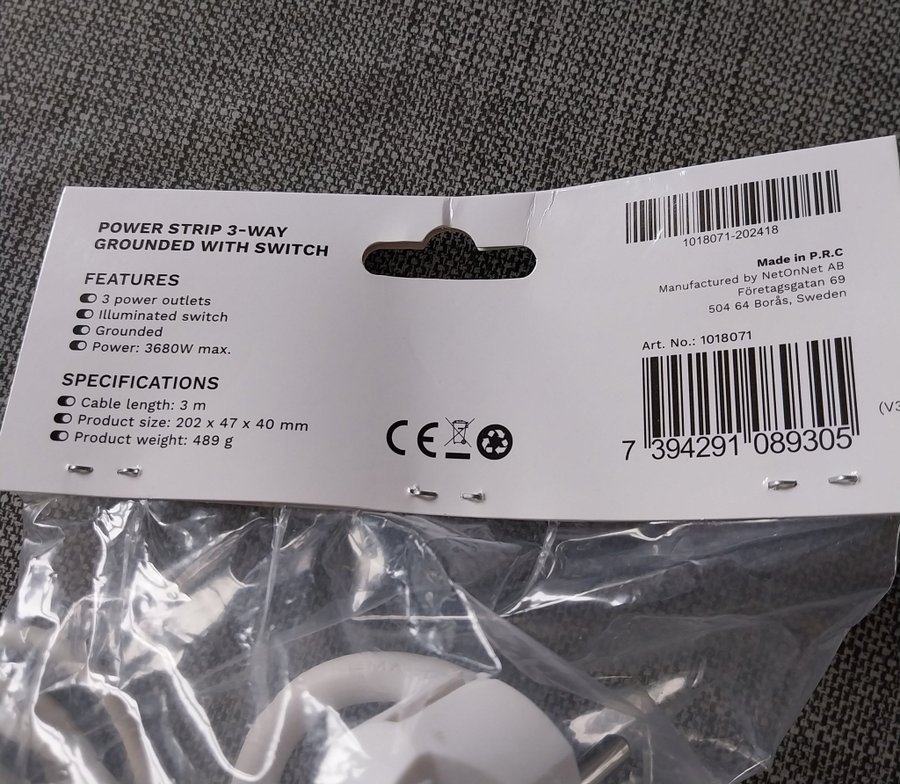 POWER STRIP 3-WAY
GROUNDED WITH SWITCH
FEATURES
3 power outlets
Illuminated switch
Grounded
Power: 3680W max.
SPECIFICATIONS
Cable length: 3 m
Product size: 202 x 47 x 40 mm
Product weight: 489 g
CE
1018071-202418
Made in P.R.C
Manufactured by NetOnNet AB
Företagsgatan 69
504 64 Borås, Sweden
Art. No.: 1018071
7 394291 089305
(V3